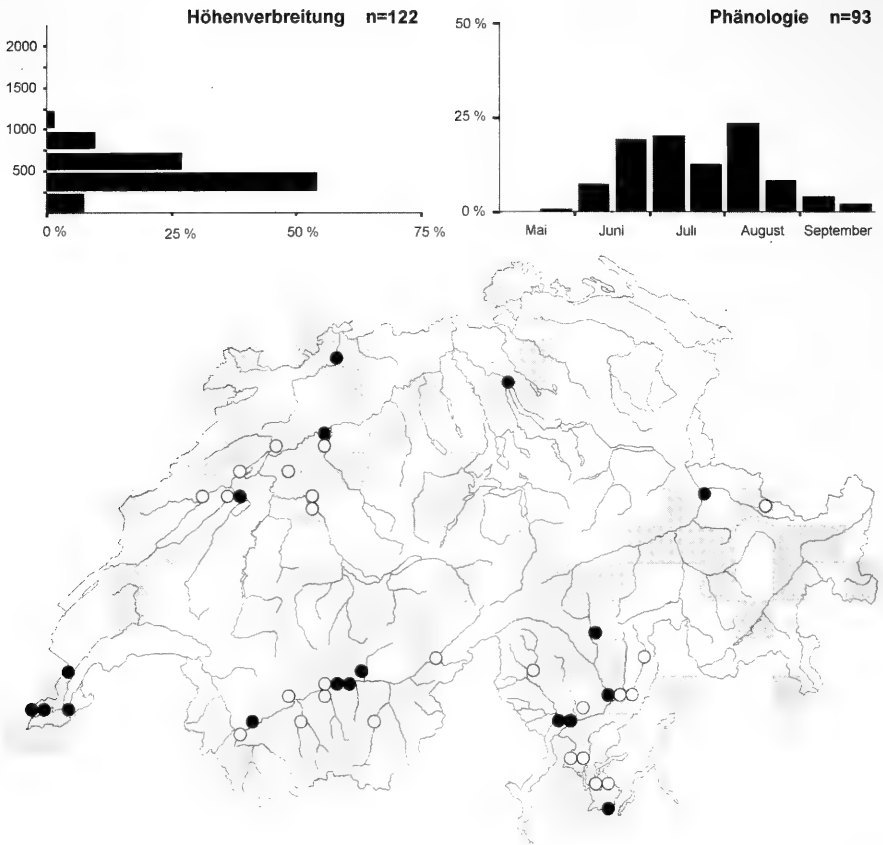 Höhenverbreitung n=122
2000
1500
1000
500
0 % 25 % 50 % 75 %
Phänologie n=93
50 %
25 %
0 %
Mai Juni Juli August September